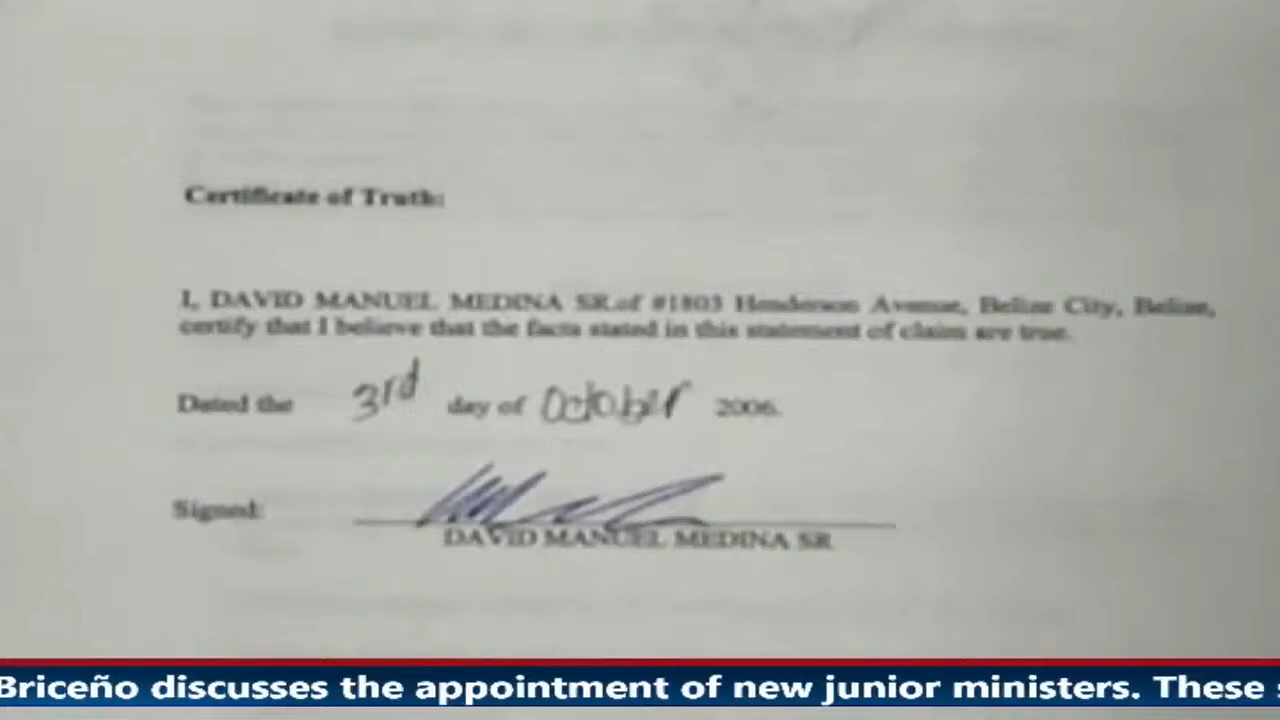 Certificate of Truth:
I, DAVID MANUEL MEDINA SR.of #1803 Henderson Avenue, Belize City, Belize,
certify that I believe that the facts stated in this statement of claim are true.
Dated the 3rd day of October 2006.
Signed:
DAVID MANUEL MEDINA SR
Briceño discusses the appointment of new junior ministers. These